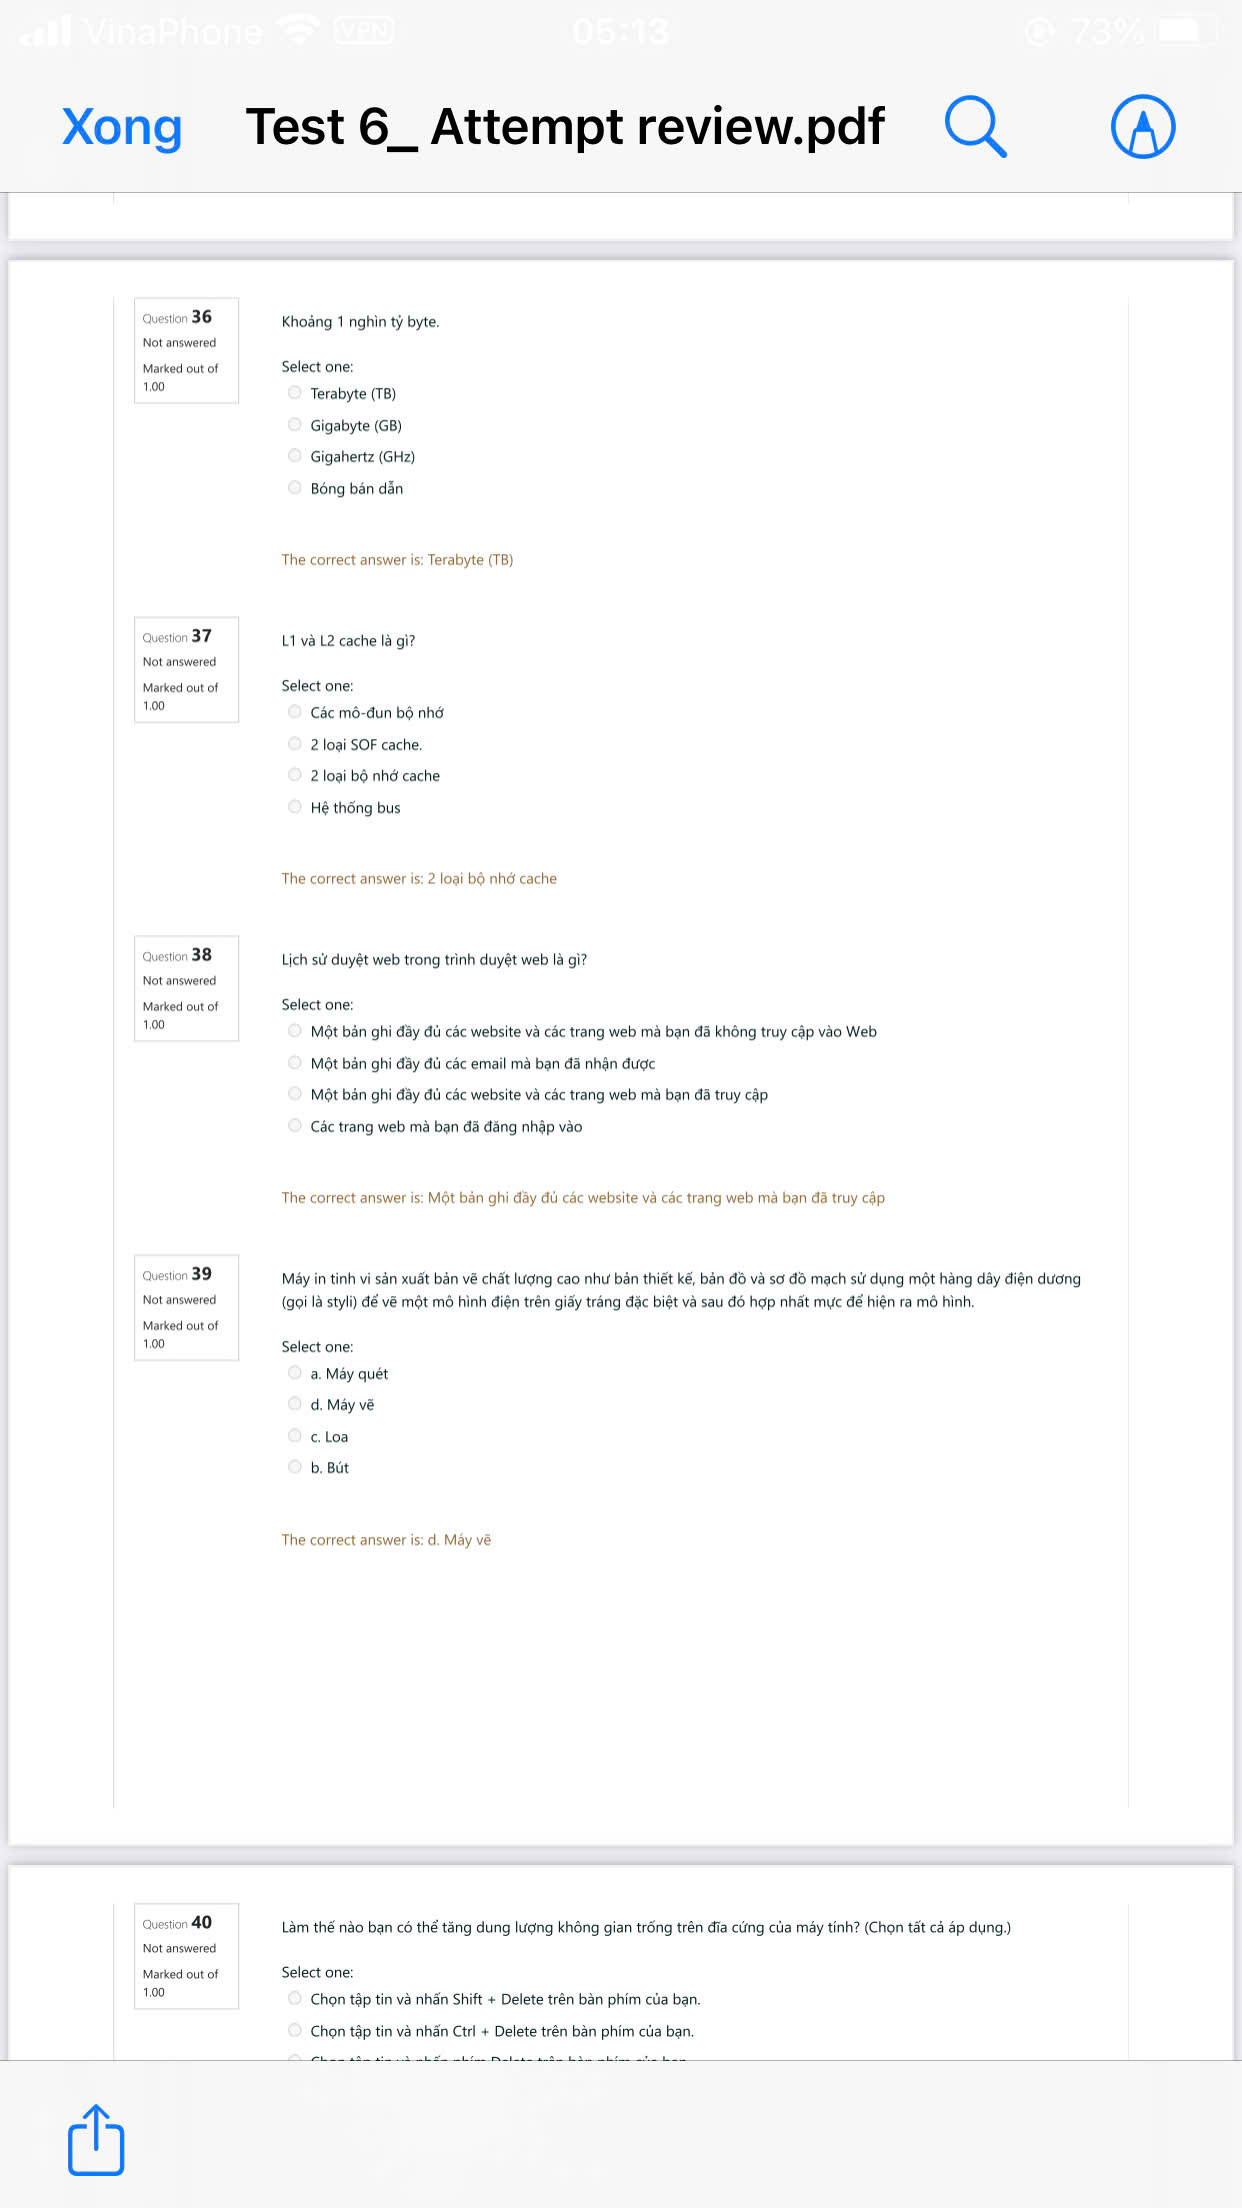 VinaPhone VPN 05:13 73%
Xong Test 6_ Attempt review.pdf
Question 36
Not answered
Marked out of
1.00
Khoảng 1 nghìn tỷ byte.
Select one:
Terabyte (TB)
Gigabyte (GB)
Gigahertz (GHz)
Bóng bán dẫn
The correct answer is: Terabyte (TB)
Question 37
Not answered
Marked out of
1.00
L1 và L2 cache là gì?
Select one:
Các mô-đun bộ nhớ
2 loại SOF cache.
2 loại bộ nhớ cache
Hệ thống bus
The correct answer is: 2 loại bộ nhớ cache
Question 38
Not answered
Marked out of
1.00
Lịch sử duyệt web trong trình duyệt web là gì?
Select one:
Một bản ghi đầy đủ các website và các trang web mà bạn đã không truy cập vào Web
Một bản ghi đầy đủ các email mà bạn đã nhận được
Một bản ghi đầy đủ các website và các trang web mà bạn đã truy cập
Các trang web mà bạn đã đăng nhập vào
The correct answer is: Một bản ghi đầy đủ các website và các trang web mà bạn đã truy cập
Question 39
Not answered
Marked out of
1.00
Máy in tinh vi sản xuất bản vẽ chất lượng cao như bản thiết kế, bản đồ và sơ đồ mạch sử dụng một hàng dây điện dương
(gọi là styli) để vẽ một mô hình điện trên giấy tráng đặc biệt và sau đó hợp nhất mực để hiện ra mô hình.
Select one:
a. Máy quét
d. Máy vẽ
c. Loa
b. Bút
The correct answer is: d. Máy vẽ
Question 40
Not answered
Marked out of
1.00
Làm thế nào bạn có thể tăng dung lượng không gian trống trên đĩa cứng của máy tính? (Chọn tất cả áp dụng.)
Select one:
Chọn tập tin và nhấn Shift + Delete trên bàn phím của bạn.
Chọn tập tin và nhấn Ctrl + Delete trên bàn phím của bạn.
Chọn tập tin và nhấn phím Delete trên bàn phím của bạn